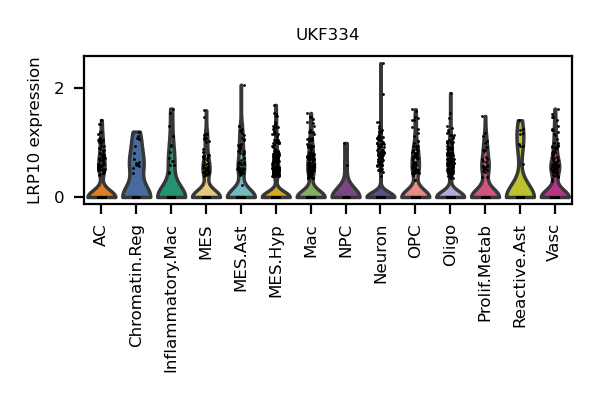 UKF334
LRP10 expression
2
0
AC
Chromatin.Reg
Inflammatory.Mac
MES
MES.Ast
MES.Hyp
Mac
NPC
Neuron
OPC
Oligo
Prolif.Metab
Reactive.Ast
Vasc